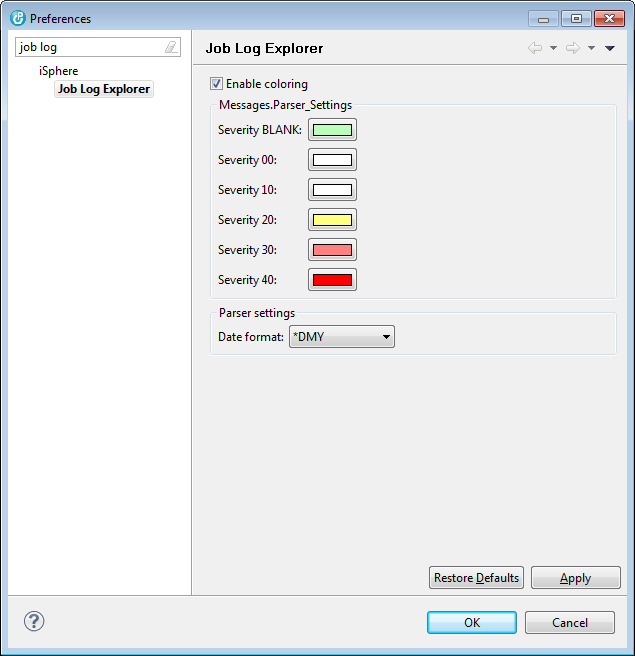 Preferences
job log
iSphere
Job Log Explorer
Job Log Explorer
Enable coloring
Messages.Parser_Settings
Severity BLANK:
Severity 00:
Severity 10:
Severity 20:
Severity 30:
Severity 40:
Parser settings
Date format: *DMY
Restore Defaults Apply
? OK Cancel